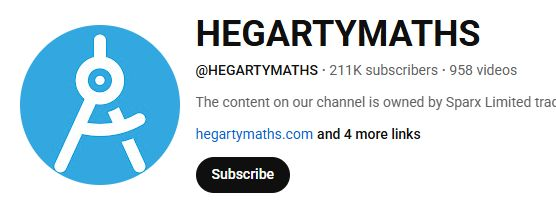 HEGARTYMATHS
@HEGARTYMATHS · 211K subscribers · 958 videos
The content on our channel is owned by Sparx Limited trac
hegartymaths.com and 4 more links
Subscribe